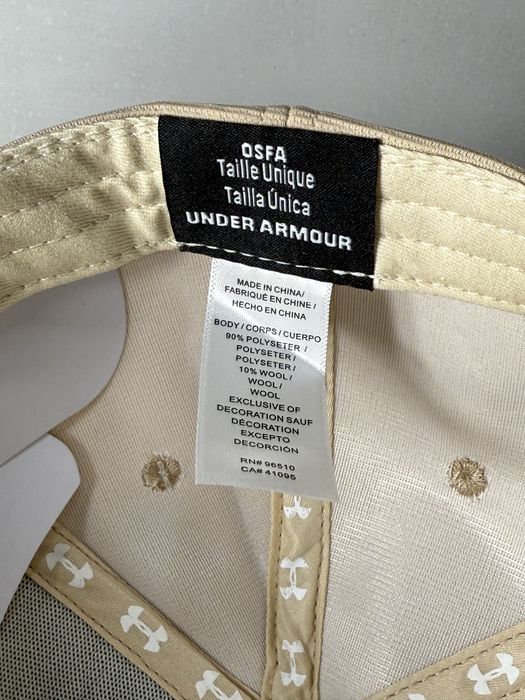 OSFA
Taille Unique
Talla Única
UNDER ARMOUR
MADE IN CHINA/
FABRIQUÉ EN CHINE/
HECHO EN CHINA
BODY / CORPS / CUERPO
90% POLYSETER /
POLYSETER /
POLYSETER /
10% WOOL /
WOOL /
WOOL
EXCLUSIVE OF
DECORATION SAUF
DÉCORATION
EXCEPTO
DECORCIÓN
RN# 96510
CA# 41095